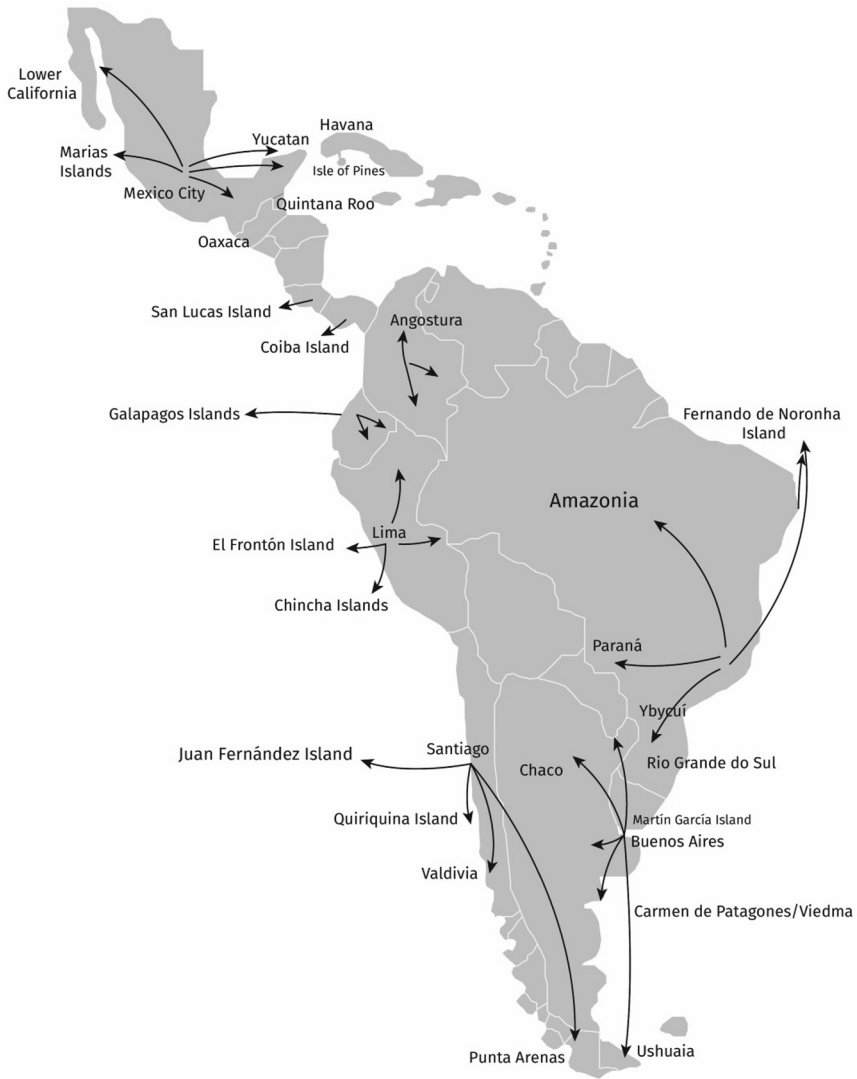 Lower
California
Havana
Yucatan
Marias
Islands
Isle of Pines
Mexico City
Quintana Roo
Oaxaca
San Lucas Island
Angostura
Coiba Island
Galapagos Islands
Fernando de Noronha
Island
Amazonia
Lima
El Frontón Island
Chincha Islands
Paraná
Ybycuí
Santiago
Juan Fernández Island
Chaco
Rio Grande do Sul
Quiriquina Island
Martín García Island
Buenos Aires
Valdivia
Carmen de Patagones/Viedma
Punta Arenas
Ushuaia